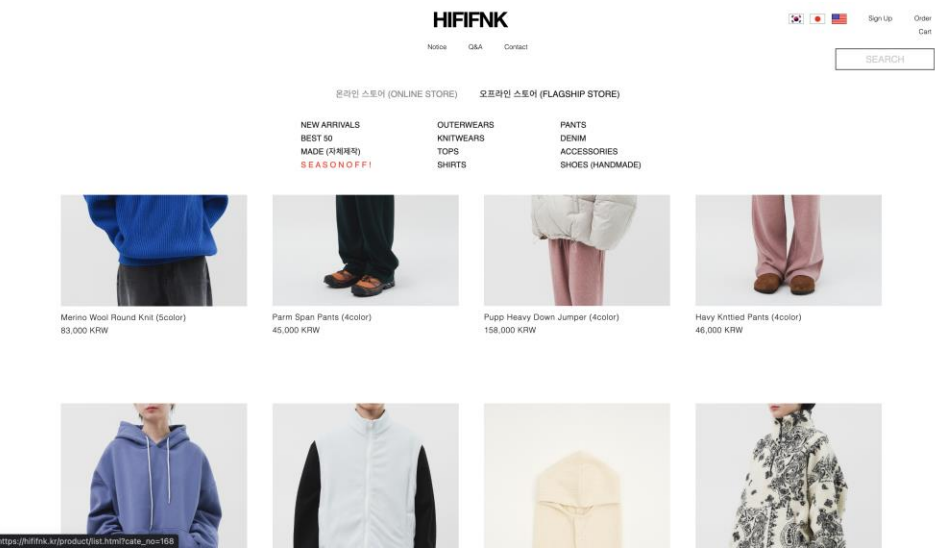 HIFIFNK
Sign Up Order
Cart
Notice Q&A Contact
SEARCH
온라인 스토어 (ONLINE STORE) 오프라인 스토어 (FLAGSHIP STORE)
NEW ARRIVALS OUTERWEARS PANTS
BEST 50 KNITWEARS DENIM
MADE (자체제작) TOPS ACCESSORIES
SEASONOFF! SHIRTS SHOES (HANDMADE)
Merino Wool Round Knit (5color)
83,000 KRW
Parm Span Pants (4color)
45,000 KRW
Pupp Heavy Down Jumper (4color)
158,000 KRW
Havy Knttied Pants (4color)
46,000 KRW
https://hififnk.kr/product/list.html?cate_no=168